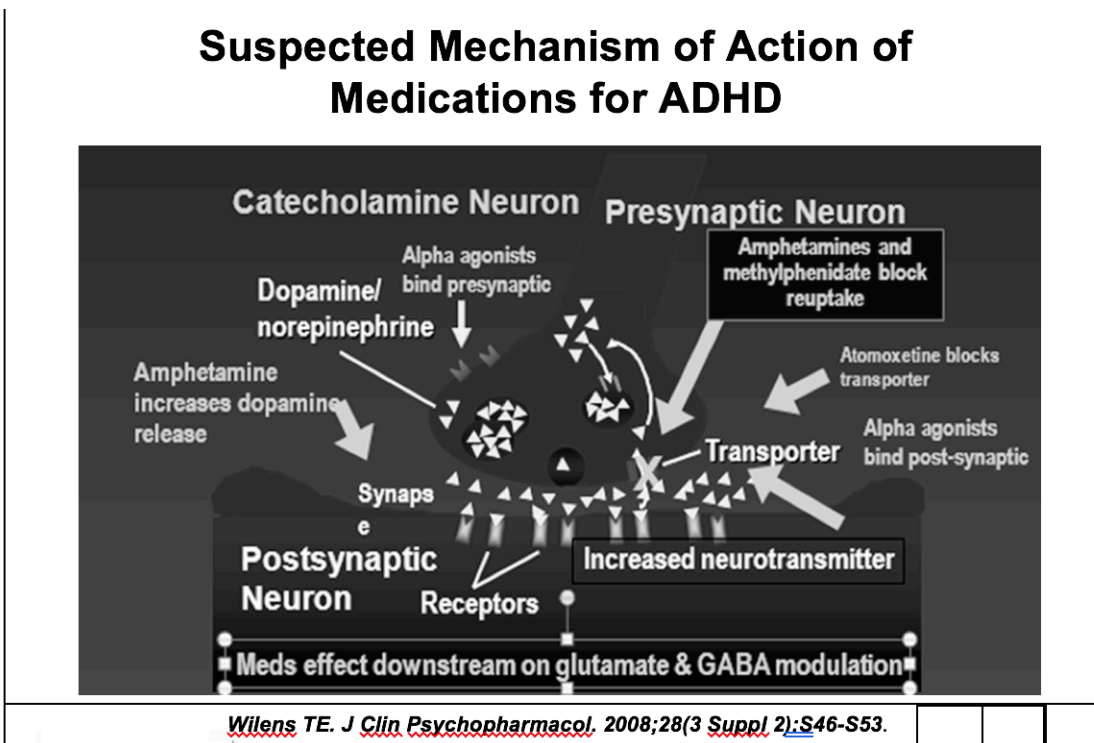 Suspected Mechanism of Action of
Medications for ADHD
Catecholamine Neuron
Presynaptic Neuron
Alpha agonists
bind presynaptic
Amphetamines and
methylphenidate block
reuptake
Dopamine/
norepinephrine
Atomoxetine blocks
transporter
Amphetamine
increases dopamine
release
Alpha agonists
bind post-synaptic
Transporter
Synaps
e
Postsynaptic
Neuron
Increased neurotransmitter
Receptors
Meds effect downstream on glutamate & GABA modulation
Wilens TE. J Clin Psychopharmacol. 2008;28(3 Suppl 2):S46-S53.